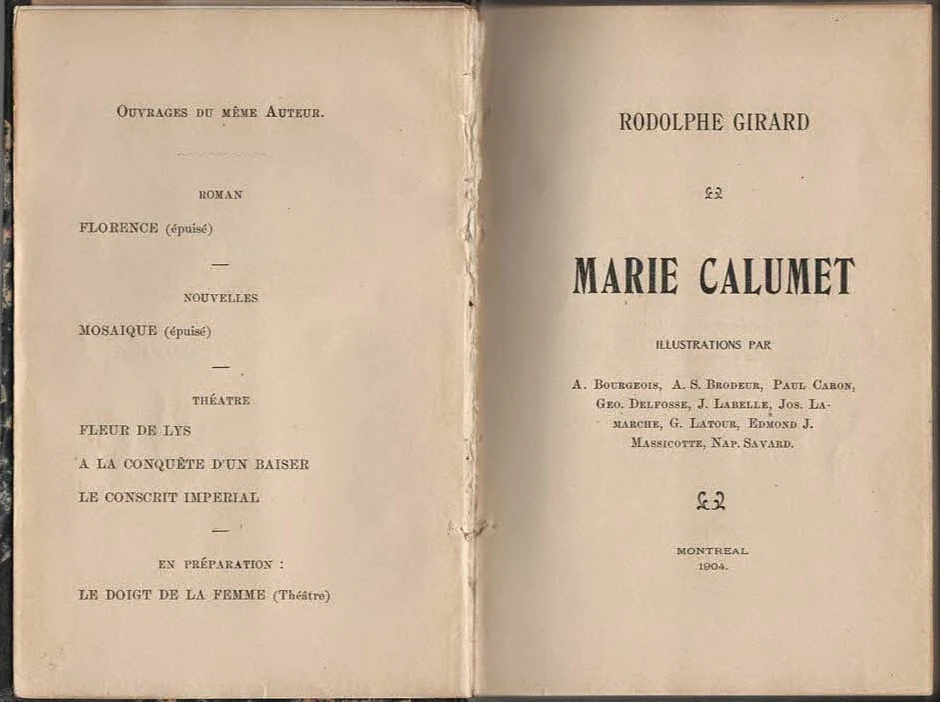 OUVRAGES DU MÊME AUTEUR.
ROMAN
FLORENCE (épuisé)
NOUVELLES
MOSAIQUE (épuisé)
THÉATRE
FLEUR DE LYS
A LA CONQUÊTE D'UN BAISER
LE CONSCRIT IMPERIAL
EN PRÉPARATION :
LE DOIGT DE LA FEMME (Théâtre)
RODOLPHE GIRARD
MARIE CALUMET
ILLUSTRATIONS PAR
A. BOURGEOIS, A. S. BRODEUR, PAUL CARON,
GEO. DELFOSSE, J. LABELLE, JOS. LA-
MARCHE, G. LATOUR, EDMOND J.
MASSICOTTE, NAP. SAVARD.
MONTREAL
1904.